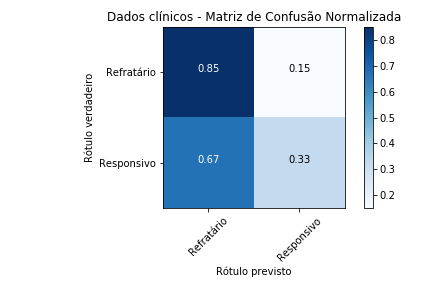 Dados clínicos - Matriz de Confusão Normalizada
Rótulo verdadeiro
Refratário
Responsivo
0.85
0.15
0.67
0.33
Refratário
Responsivo
Rótulo previsto
0.8
0.7
0.6
0.5
0.4
0.3
0.2